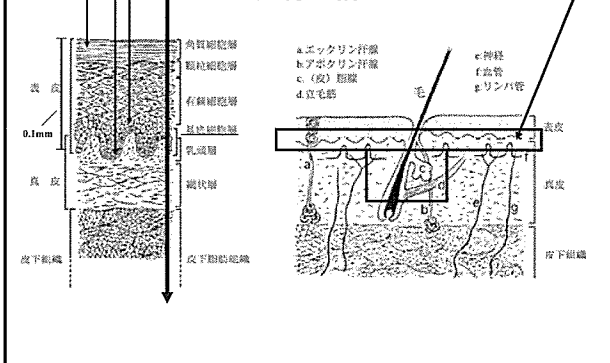 角質細胞層
顆粒細胞層
有棘細胞層
基底細胞層
乳頭層
網状層
皮下脂肪組織
表皮
0.1mm
真皮
皮下組織
a.エックリン汗腺
b.アポクリン汗腺
c.（皮）脂腺
d.立毛筋
e.神経
f.血管
g.リンパ管
毛
表皮
真皮
皮下組織
a
b
c
d
e
f
g